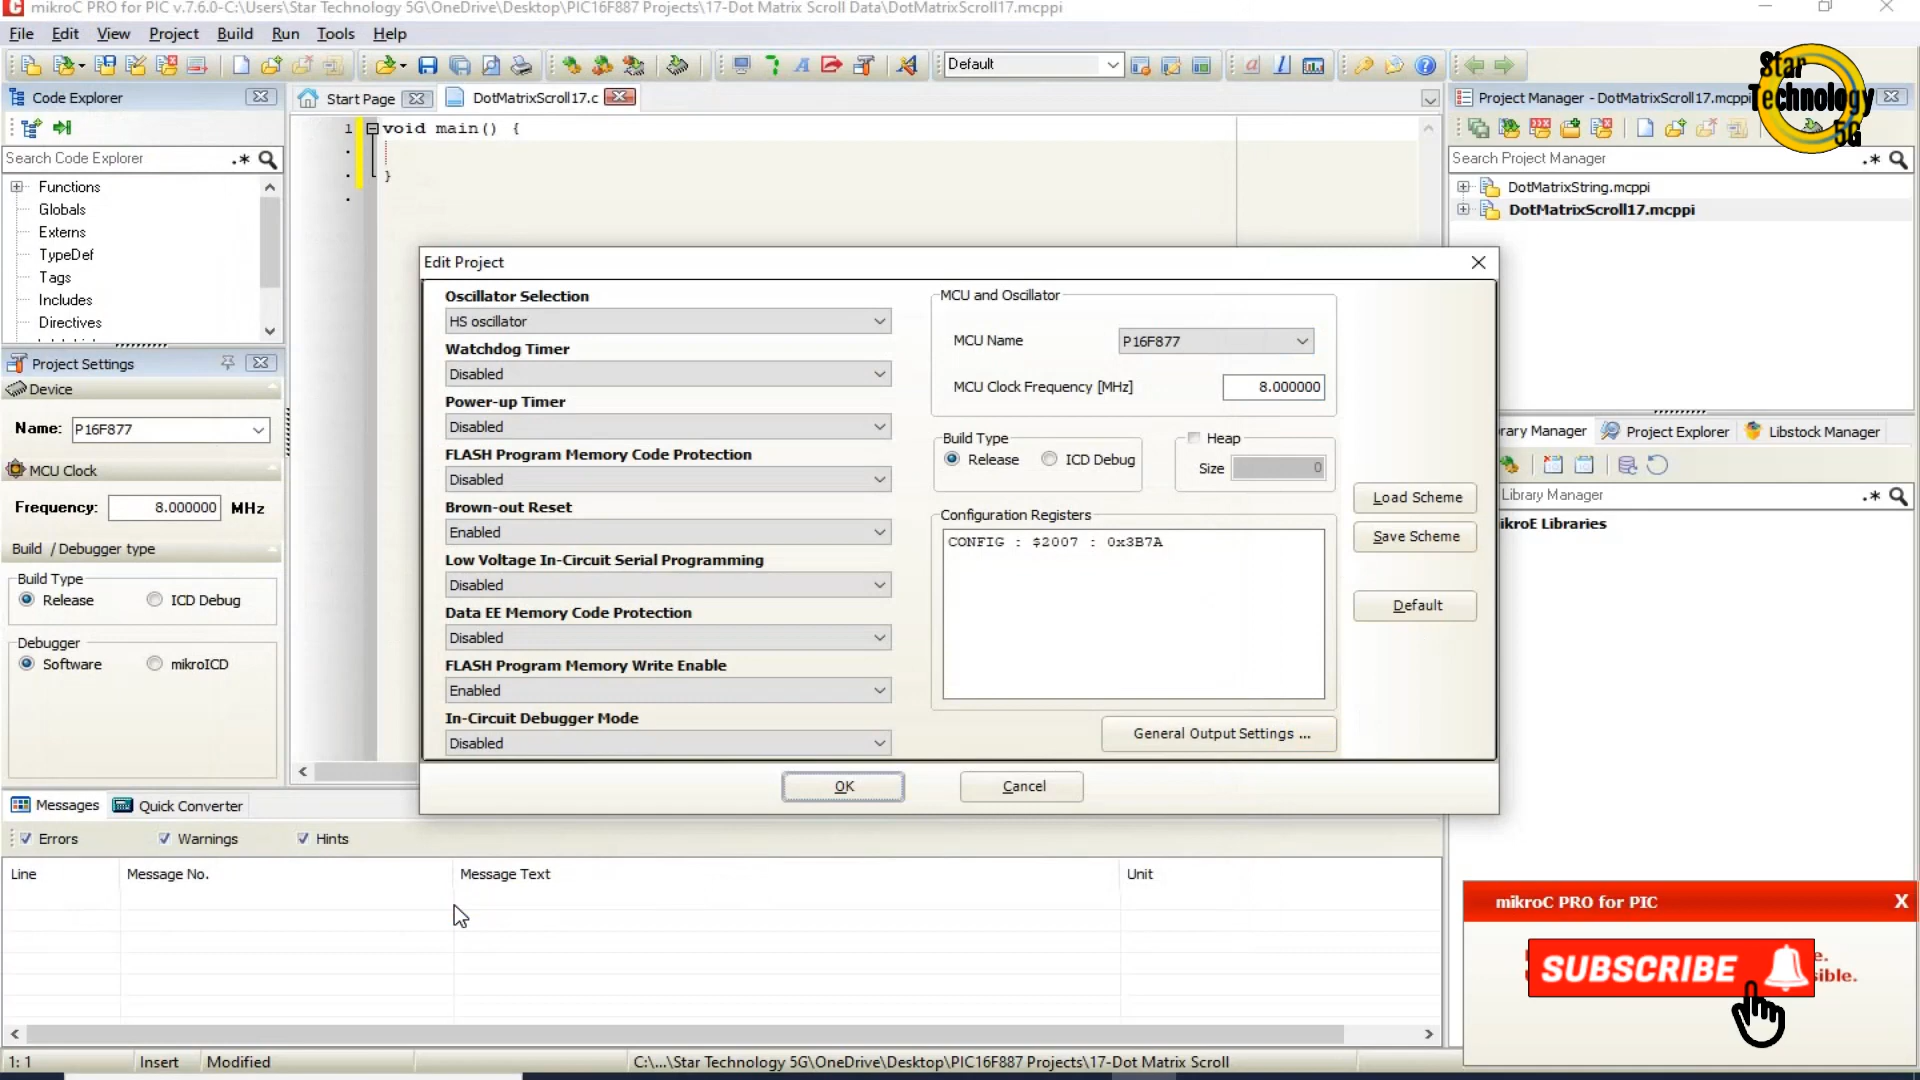 mikroC PRO for PIC v.7.6.0-C:\Users\Star Technology 5G\OneDrive\Desktop\PIC16F887 Projects\17-Dot Matrix Scroll Data\DotMatrixScroll17.mcppi
File Edit View Project Build Run Tools Help
Default
Star Technology 5G
Code Explorer
Start Page
DotMatrixScroll17.c
Project Manager - DotMatrixScroll17.mcppi
1 void main() {
}
Search Code Explorer
Search Project Manager
Functions
Globals
Externs
TypeDef
Tags
Includes
Directives
DotMatrixString.mcppi
DotMatrixScroll17.mcppi
Project Settings
Device
Name: P16F877
MCU Clock
Frequency: 8.000000 MHz
Build / Debugger type
Build Type
Release ICD Debug
Debugger
Software mikroICD
Edit Project
Oscillator Selection
HS oscillator
Watchdog Timer
Disabled
Power-up Timer
Disabled
FLASH Program Memory Code Protection
Disabled
Brown-out Reset
Enabled
Low Voltage In-Circuit Serial Programming
Disabled
Data EE Memory Code Protection
Disabled
FLASH Program Memory Write Enable
Enabled
In-Circuit Debugger Mode
Disabled
MCU and Oscillator
MCU Name P16F877
MCU Clock Frequency [MHz] 8.000000
Build Type
Release ICD Debug
Heap
Size 0
Configuration Registers
CONFIG : $2007 : 0x3B7A
General Output Settings ...
Load Scheme
Save Scheme
Default
OK
Cancel
rary Manager Project Explorer Libstock Manager
Library Manager
ikroE Libraries
Messages Quick Converter
Errors Warnings Hints
Line Message No. Message Text Unit
mikroC PRO for PIC X
e.
sible.
SUBSCRIBE
1: 1 Insert Modified C:\...\Star Technology 5G\OneDrive\Desktop\PIC16F887 Projects\17-Dot Matrix Scroll